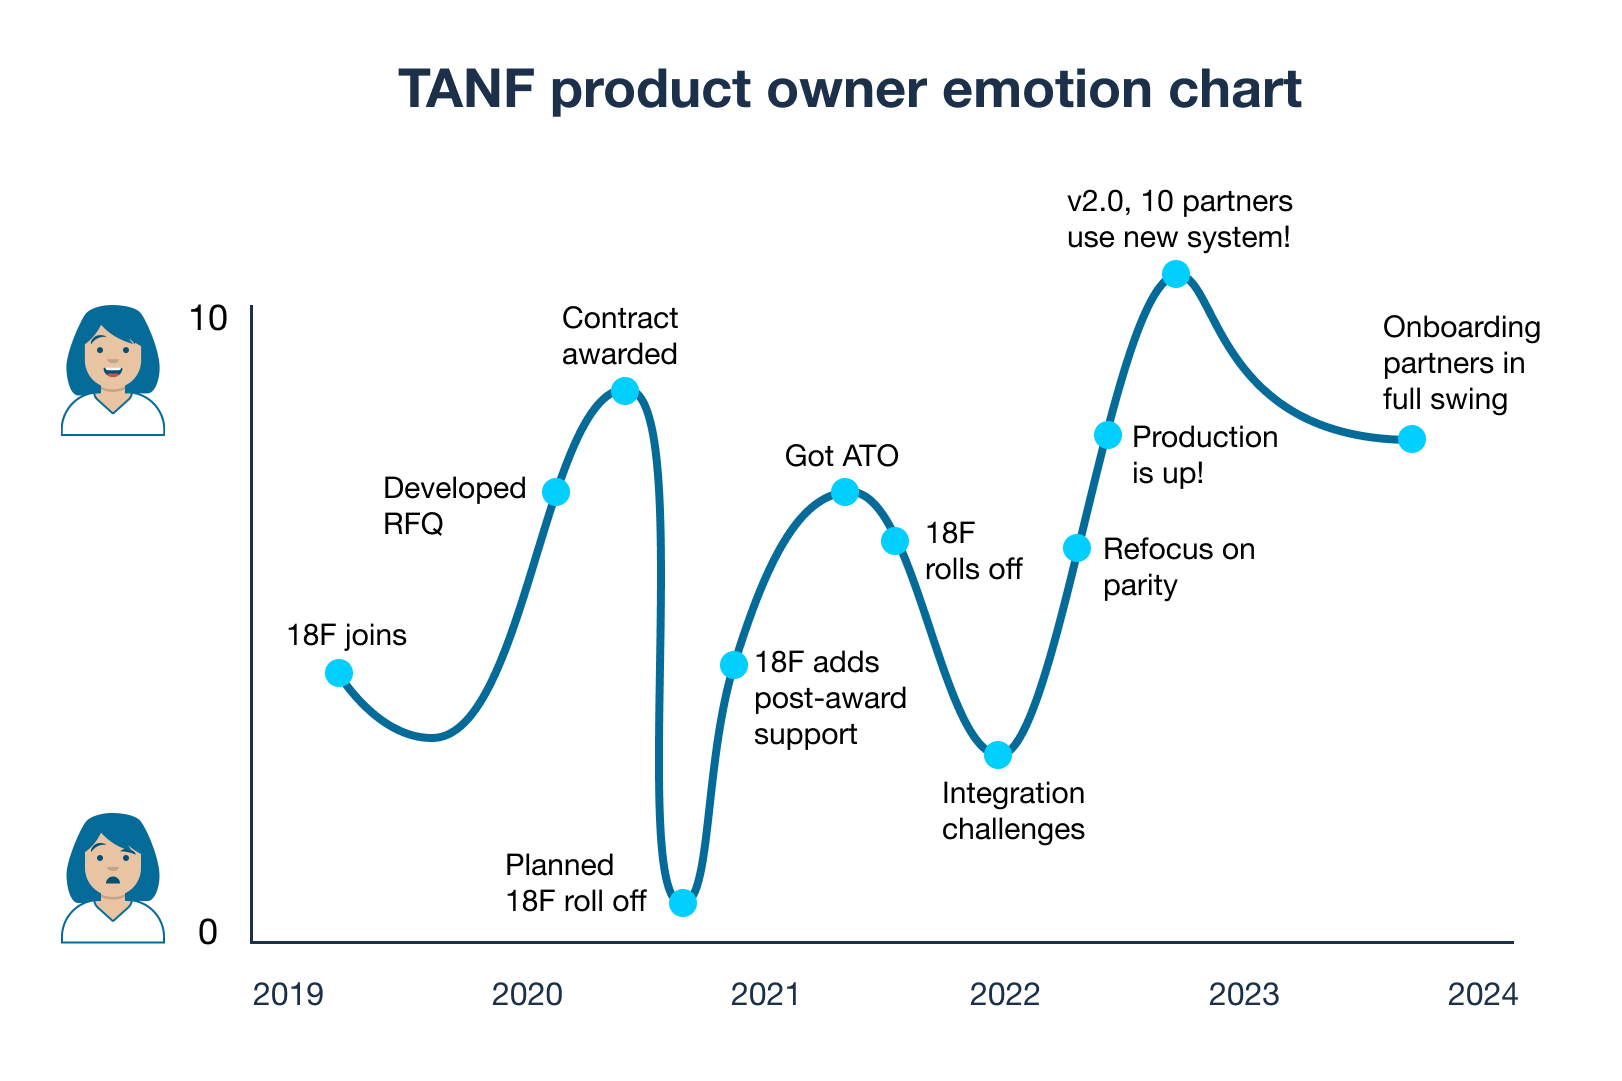 TANF product owner emotion chart
10
0
18F joins
Developed
RFQ
Contract
awarded
Planned
18F roll off
18F adds
post-award
support
Got ATO
18F
rolls off
Integration
challenges
Refocus on
parity
Production
is up!
v2.0, 10 partners
use new system!
Onboarding
partners in
full swing
2019
2020
2021
2022
2023
2024